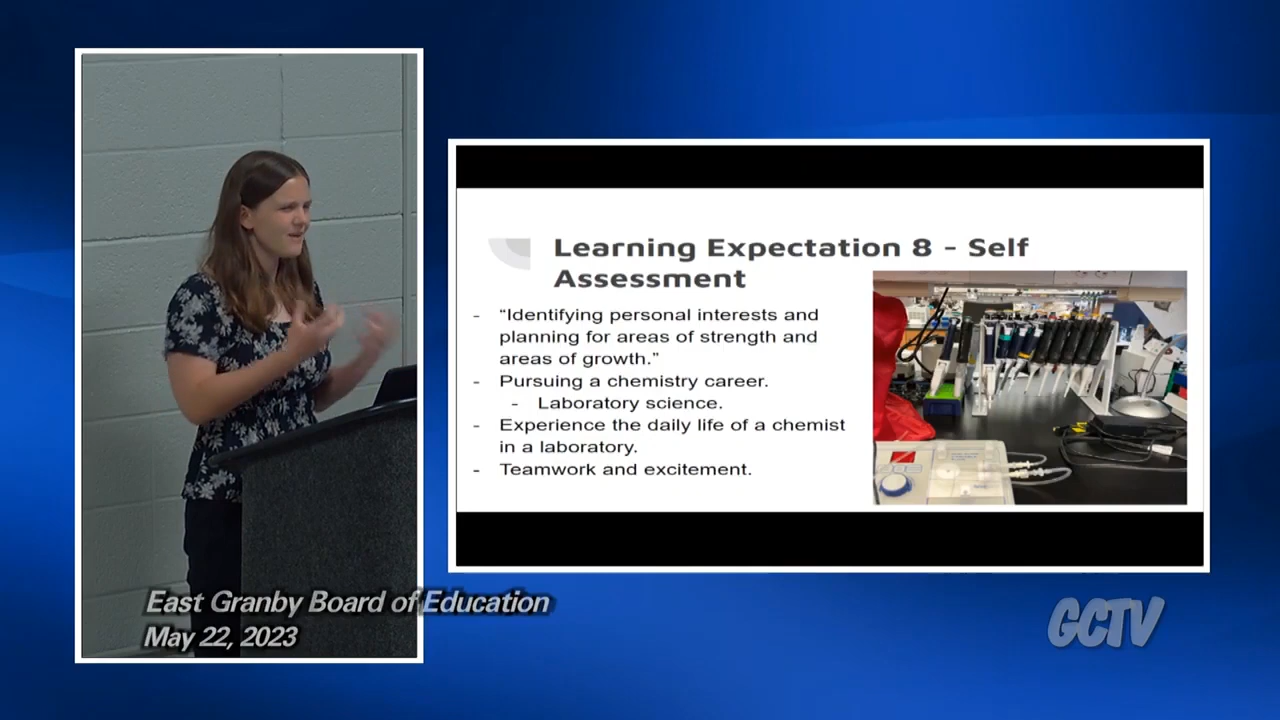 Learning Expectation 8 - Self
Assessment
- “Identifying personal interests and
planning for areas of strength and
areas of growth.”
- Pursuing a chemistry career.
- Laboratory science.
- Experience the daily life of a chemist
in a laboratory.
- Teamwork and excitement.
East Granby Board of Education
May 22, 2023
GCTV